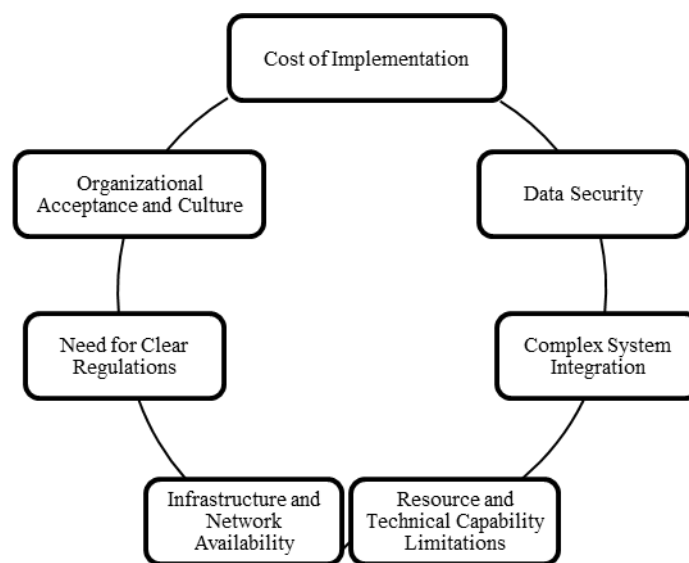 Cost of Implementation
Data Security
Complex System
Integration
Resource and
Technical Capability
Limitations
Infrastructure and
Network
Availability
Need for Clear
Regulations
Organizational
Acceptance and Culture